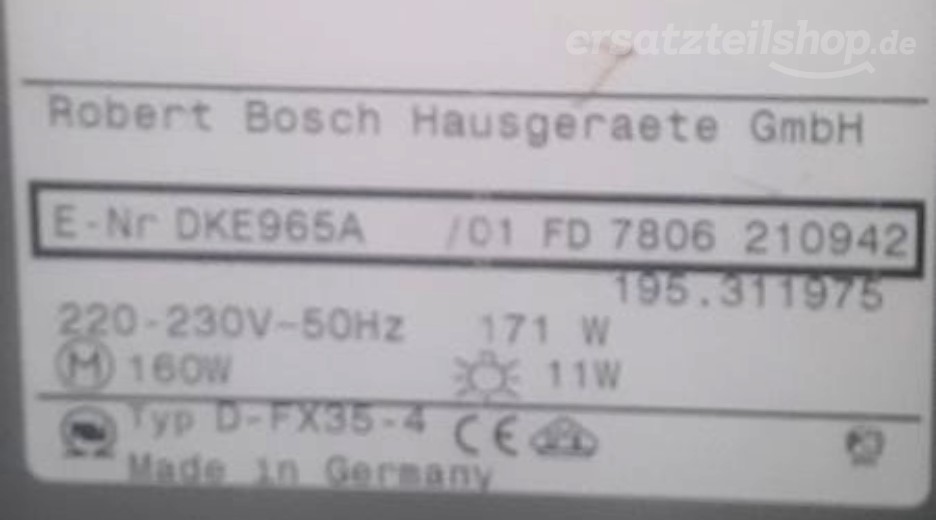 ersatzteilshop.de
Robert Bosch Hausgeraete GmbH
E-Nr DKE965A /01 FD 7806 210942
195.311975
220-230V~50Hz 171 W
M 160W 11W
Typ D-FX35-4 CE
Made in Germany